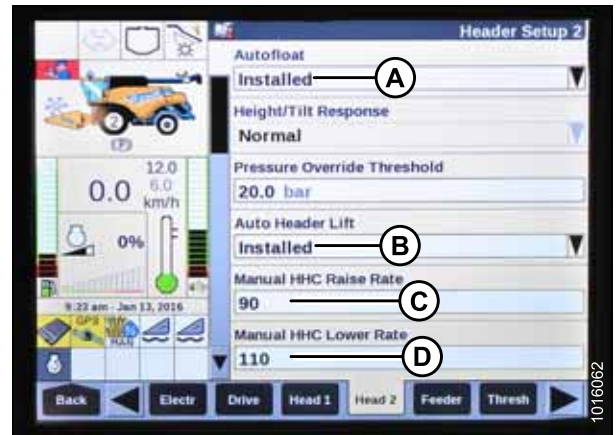 Header Setup 2
Autofloat
Installed
A
Height/Tilt Response
Normal
Pressure Override Threshold
20.0 bar
Auto Header Lift
Installed
B
Manual HHC Raise Rate
90
C
Manual HHC Lower Rate
110
D
2
(P)
12.0
0.0
6.0
km/h
0%
9:23 am - Jan 13, 2016
GPS
Back
Electr
Drive
Head 1
Head 2
Feeder
Thresh
1016062